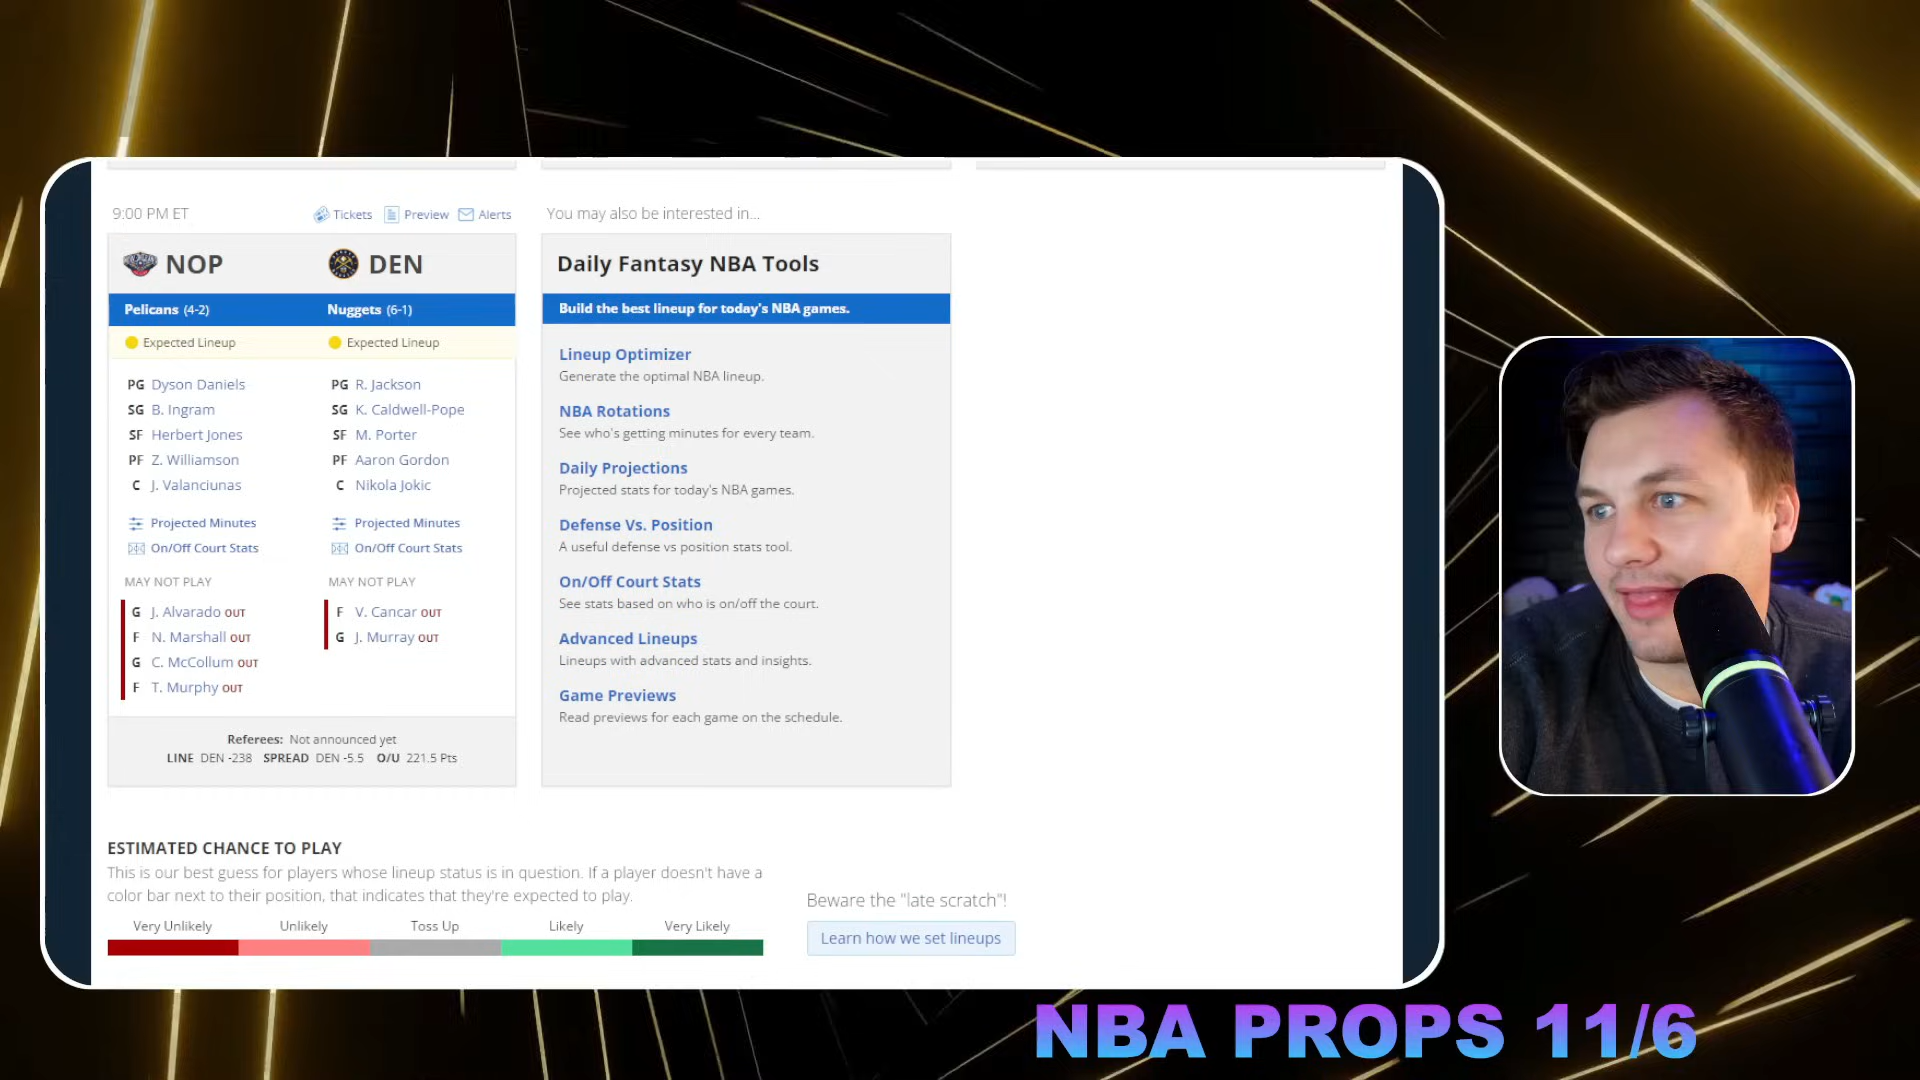 9:00 PM ET
Tickets Preview Alerts
NOP DEN
Pelicans (4-2) Nuggets (6-1)
Expected Lineup Expected Lineup
PG Dyson Daniels PG R. Jackson
SG B. Ingram SG K. Caldwell-Pope
SF Herbert Jones SF M. Porter
PF Z. Williamson PF Aaron Gordon
C J. Valanciunas C Nikola Jokic
Projected Minutes Projected Minutes
On/Off Court Stats On/Off Court Stats
MAY NOT PLAY MAY NOT PLAY
G J. Alvarado OUT F V. Cancar OUT
F N. Marshall OUT G J. Murray OUT
G C. McCollum OUT
F T. Murphy OUT
Referees: Not announced yet
LINE DEN -238 SPREAD DEN -5.5 O/U 221.5 Pts
You may also be interested in...
Daily Fantasy NBA Tools
Build the best lineup for today's NBA games.
Lineup Optimizer
Generate the optimal NBA lineup.
NBA Rotations
See who's getting minutes for every team.
Daily Projections
Projected stats for today's NBA games.
Defense Vs. Position
A useful defense vs position stats tool.
On/Off Court Stats
See stats based on who is on/off the court.
Advanced Lineups
Lineups with advanced stats and insights.
Game Previews
Read previews for each game on the schedule.
ESTIMATED CHANCE TO PLAY
This is our best guess for players whose lineup status is in question. If a player doesn't have a
color bar next to their position, that indicates that they're expected to play.
Very Unlikely Unlikely Toss Up Likely Very Likely
Beware the "late scratch"!
Learn how we set lineups
NBA PROPS 11/6